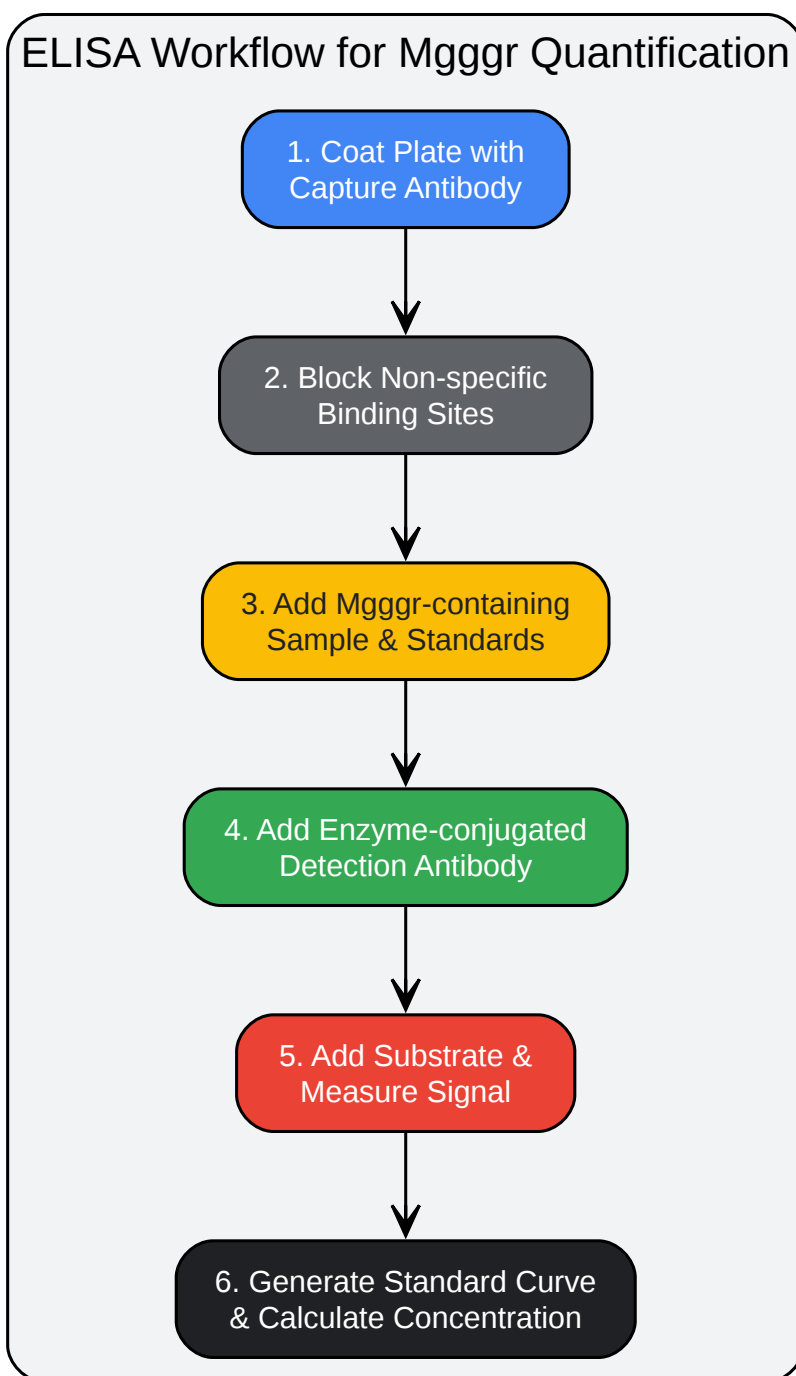 ELISA Workflow for Mgggr Quantification
1. Coat Plate with
Capture Antibody
2. Block Non-specific
Binding Sites
3. Add Mgggr-containing
Sample & Standards
4. Add Enzyme-conjugated
Detection Antibody
5. Add Substrate &
Measure Signal
6. Generate Standard Curve
& Calculate Concentration